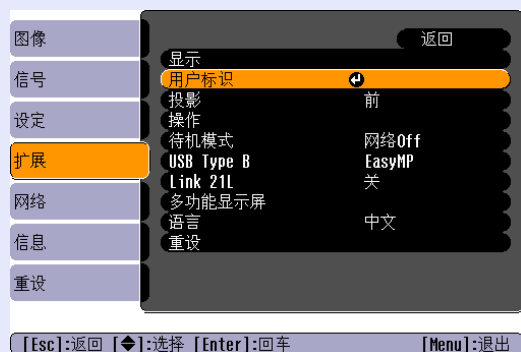 图像
信号
设定
扩展
网络
信息
重设
返回
显示
用户标识
投影 前
操作
待机模式 网络Off
USB Type B EasyMP
Link 21L 关
多功能显示屏
语言 中文
重设
[Esc]:返回 [◆]:选择 [Enter]:回车 [Menu]:退出